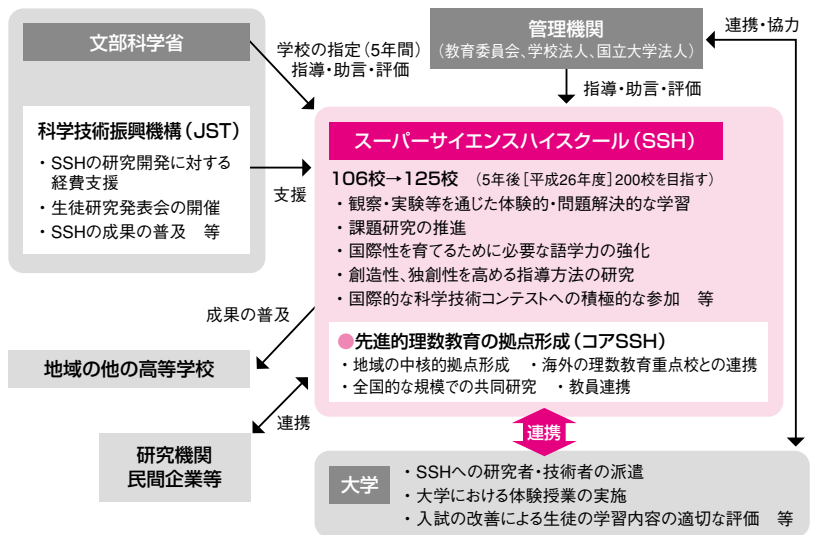 文部科学省
学校の指定（5年間）
指導・助言・評価
管理機関
（教育委員会、学校法人、国立大学法人）
連携・協力
指導・助言・評価
科学技術振興機構（JST）
・SSHの研究開発に対する
経費支援
・生徒研究発表会の開催
・SSHの成果の普及　等
支援
スーパーサイエンスハイスクール（SSH）
106校→125校　（5年後［平成26年度］200校を目指す）
・観察・実験等を通じた体験的・問題解決的な学習
・課題研究の推進
・国際性を育てるために必要な語学力の強化
・創造性、独創性を高める指導方法の研究
・国際的な科学技術コンテストへの積極的な参加　等
●先進的理数教育の拠点形成（コアSSH）
・地域の中核的拠点形成　・海外の理数教育重点校との連携
・全国的な規模での共同研究　・教員連携
成果の普及
地域の他の高等学校
連携
研究機関
民間企業等
連携
大学
・SSHへの研究者・技術者の派遣
・大学における体験授業の実施
・入試の改善による生徒の学習内容の適切な評価　等